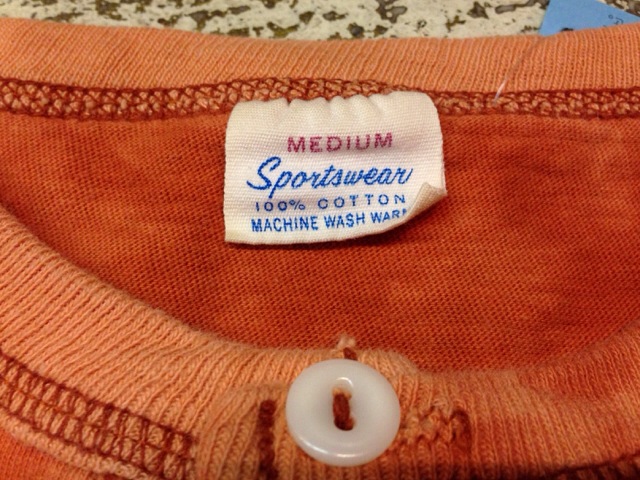 MEDIUM
Sportswear
100% COTTON
MACHINE WASH WARM